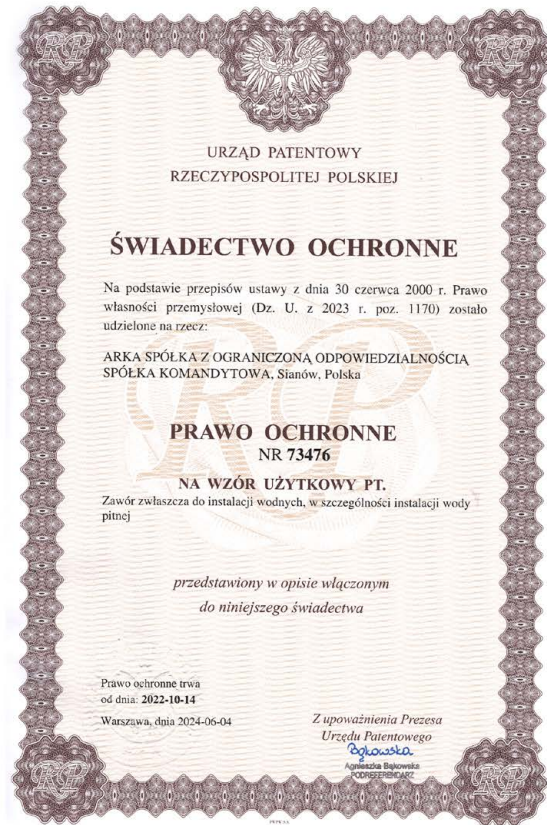 URZĄD PATENTOWY
RZECZYPOSPOLITEJ POLSKIEJ
ŚWIADECTWO OCHRONNE
Na podstawie przepisów ustawy z dnia 30 czerwca 2000 r. Prawo
własności przemysłowej (Dz. U. z 2023 r. poz. 1170) zostało
udzielone na rzecz:
ARKA SPÓŁKA Z OGRANICZONĄ ODPOWIEDZIALNOŚCIĄ
SPÓŁKA KOMANDYTOWA, Sianów, Polska
PRAWO OCHRONNE
NR 73476
NA WZÓR UŻYTKOWY PT.
Zawór zwłaszcza do instalacji wodnych, w szczególności instalacji wody
pitnej
przedstawiony w opisie włączonym
do niniejszego świadectwa
Prawo ochronne trwa
od dnia: 2022-10-14
Warszawa, dnia 2024-06-04
Z upoważnienia Prezesa
Urzędu Patentowego
Bąkowska
Agnieszka Bąkowska
PODREFERENDARZ